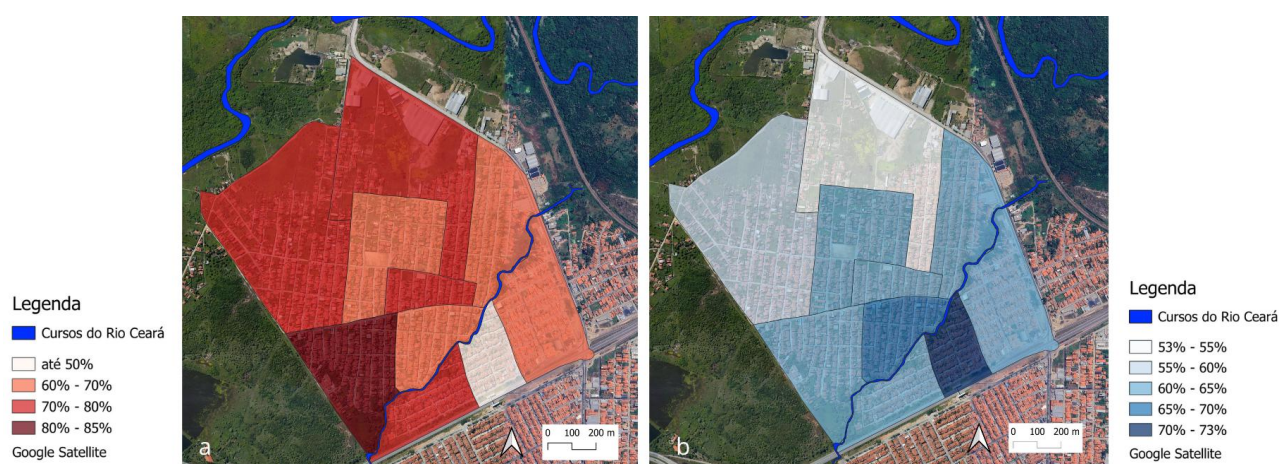 Legenda
Cursos do Rio Ceará
até 50%
60% - 70%
70% - 80%
80% - 85%
Google Satellite
a
0 100 200 m
b
0 100 200 m
Legenda
Cursos do Rio Ceará
53% - 55%
55% - 60%
60% - 65%
65% - 70%
70% - 73%
Google Satellite